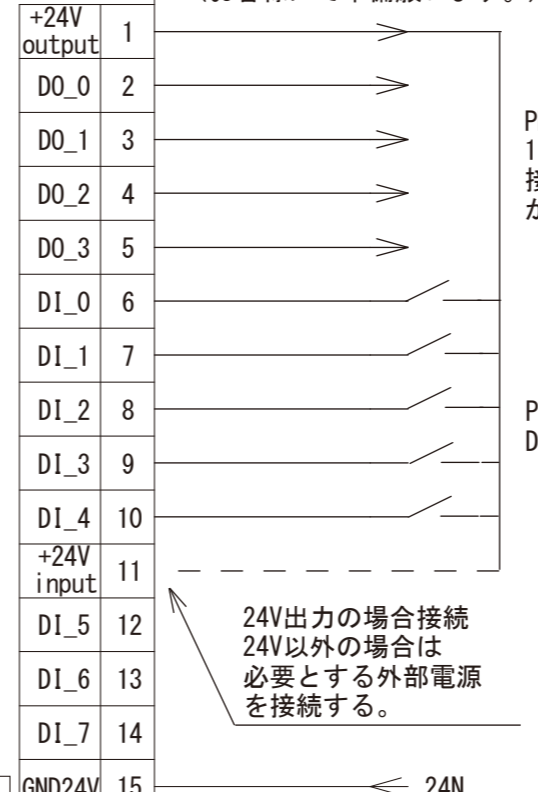 +24V
output 1
DO_0 2
DO_1 3
DO_2 4
DO_3 5
DI_0 6
DI_1 7
DI_2 8
DI_3 9
DI_4 10
+24V
input 11
DI_5 12
DI_6 13
DI_7 14
GND24V 15
P
1
接
P
D
24V出力の場合接続
24V以外の場合は
必要とする外部電源
を接続する。
24N